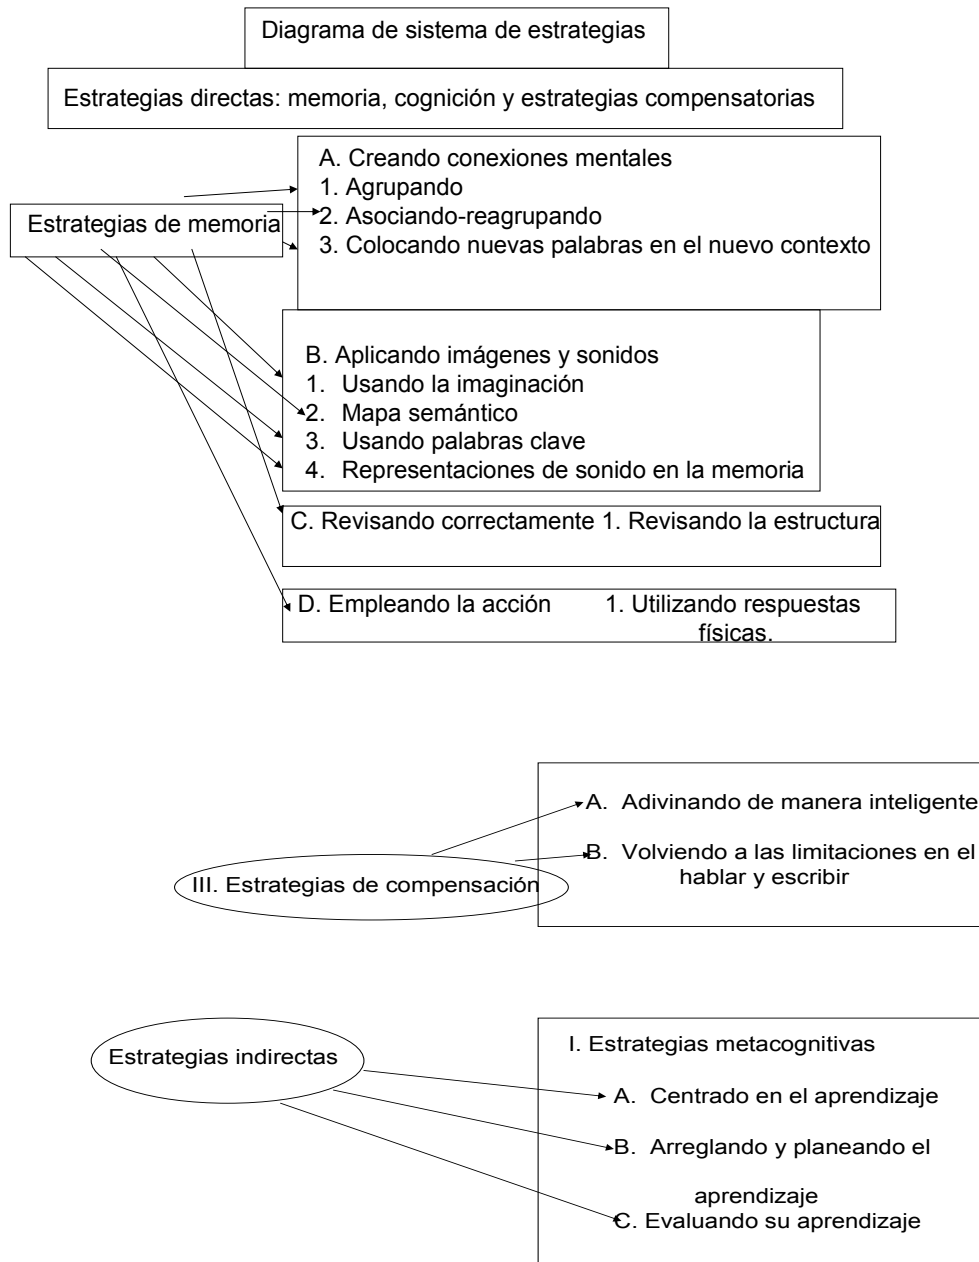 Diagrama de sistema de estrategias
Estrategias directas: memoria, cognición y estrategias compensatorias
Estrategias de memoria
A. Creando conexiones mentales
1. Agrupando
2. Asociando-reagrupando
3. Colocando nuevas palabras en el nuevo contexto
B. Aplicando imágenes y sonidos
1. Usando la imaginación
2. Mapa semántico
3. Usando palabras clave
4. Representaciones de sonido en la memoria
C. Revisando correctamente 1. Revisando la estructura
D. Empleando la acción 1. Utilizando respuestas
físicas.
III. Estrategias de compensación
A. Adivinando de manera inteligente
B. Volviendo a las limitaciones en el
hablar y escribir
Estrategias indirectas
I. Estrategias metacognitivas
A. Centrado en el aprendizaje
B. Arreglando y planeando el
aprendizaje
C. Evaluando su aprendizaje